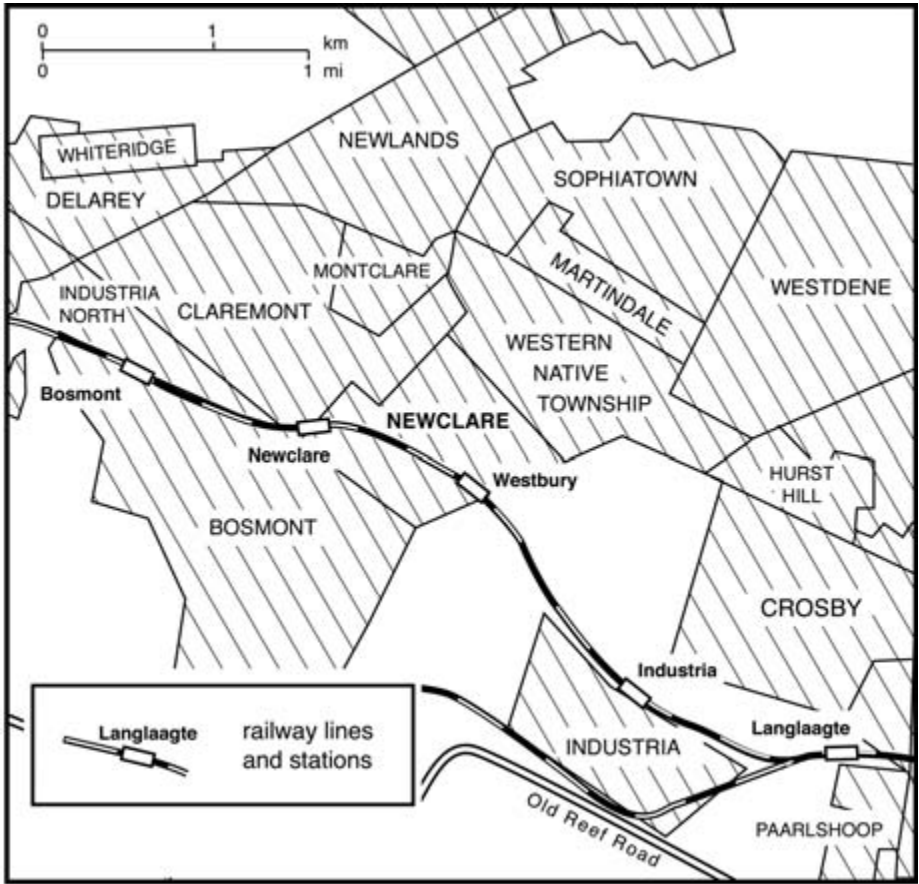 0 1 km
0 1 mi
NEWLANDS
WHITERIDGE
SOPHIATOWN
DELAREY
MONTCLARE
MARTINDALE
WESTDENE
INDUSTRIA
NORTH
CLAREMONT
WESTERN
NATIVE
TOWNSHIP
Bosmont
NEWCLARE
Newclare
Westbury
HURST
HILL
BOSMONT
CROSBY
Industria
Langlaagte
Langlaagte
railway lines
and stations
INDUSTRIA
Old Reef Road
PAARLSHOOP